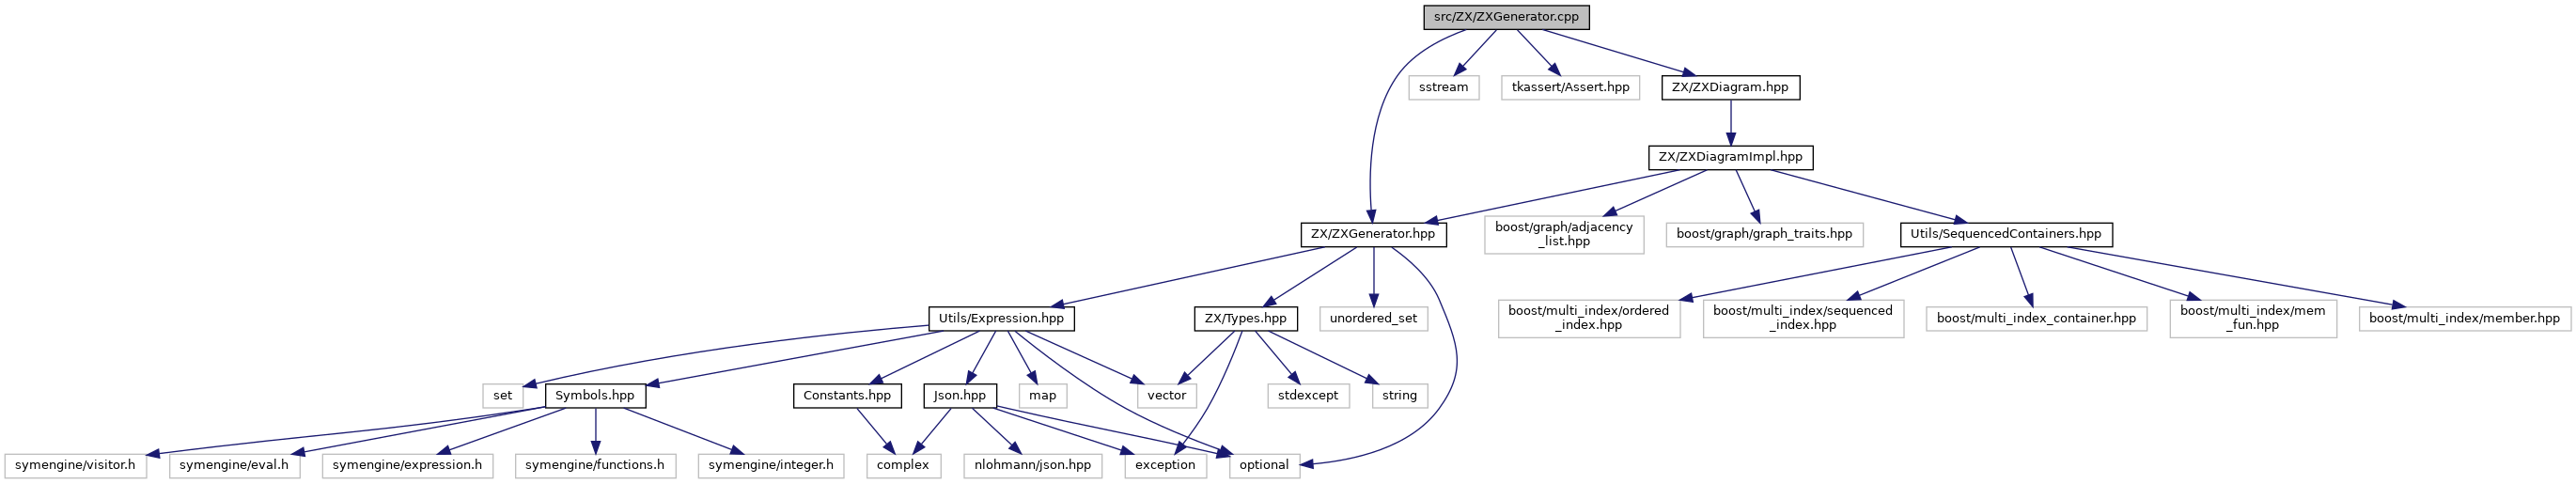 src/ZX/ZXGenerator.cpp
sstream
tkassert/Assert.hpp
ZX/ZXDiagram.hpp
ZX/ZXDiagramImpl.hpp
ZX/ZXGenerator.hpp
boost/graph/adjacency
_list.hpp
boost/graph/graph_traits.hpp
Utils/SequencedContainers.hpp
Utils/Expression.hpp
ZX/Types.hpp
unordered_set
boost/multi_index/ordered
_index.hpp
boost/multi_index/sequenced
_index.hpp
boost/multi_index_container.hpp
boost/multi_index/mem
_fun.hpp
boost/multi_index/member.hpp
set
Symbols.hpp
Constants.hpp
Json.hpp
map
vector
stdexcept
string
symengine/visitor.h
symengine/eval.h
symengine/expression.h
symengine/functions.h
symengine/integer.h
complex
nlohmann/json.hpp
exception
optional